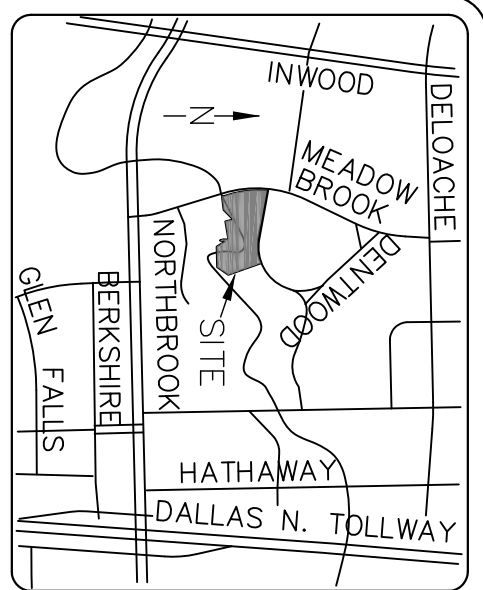 INWOOD
DELOACHE
N
MEADOW
BROOK
DENTWOOD
NORTHBROOK
SITE
BERKSHIRE
GLEN
FALLS
HATHAWAY
DALLAS N. TOLLWAY